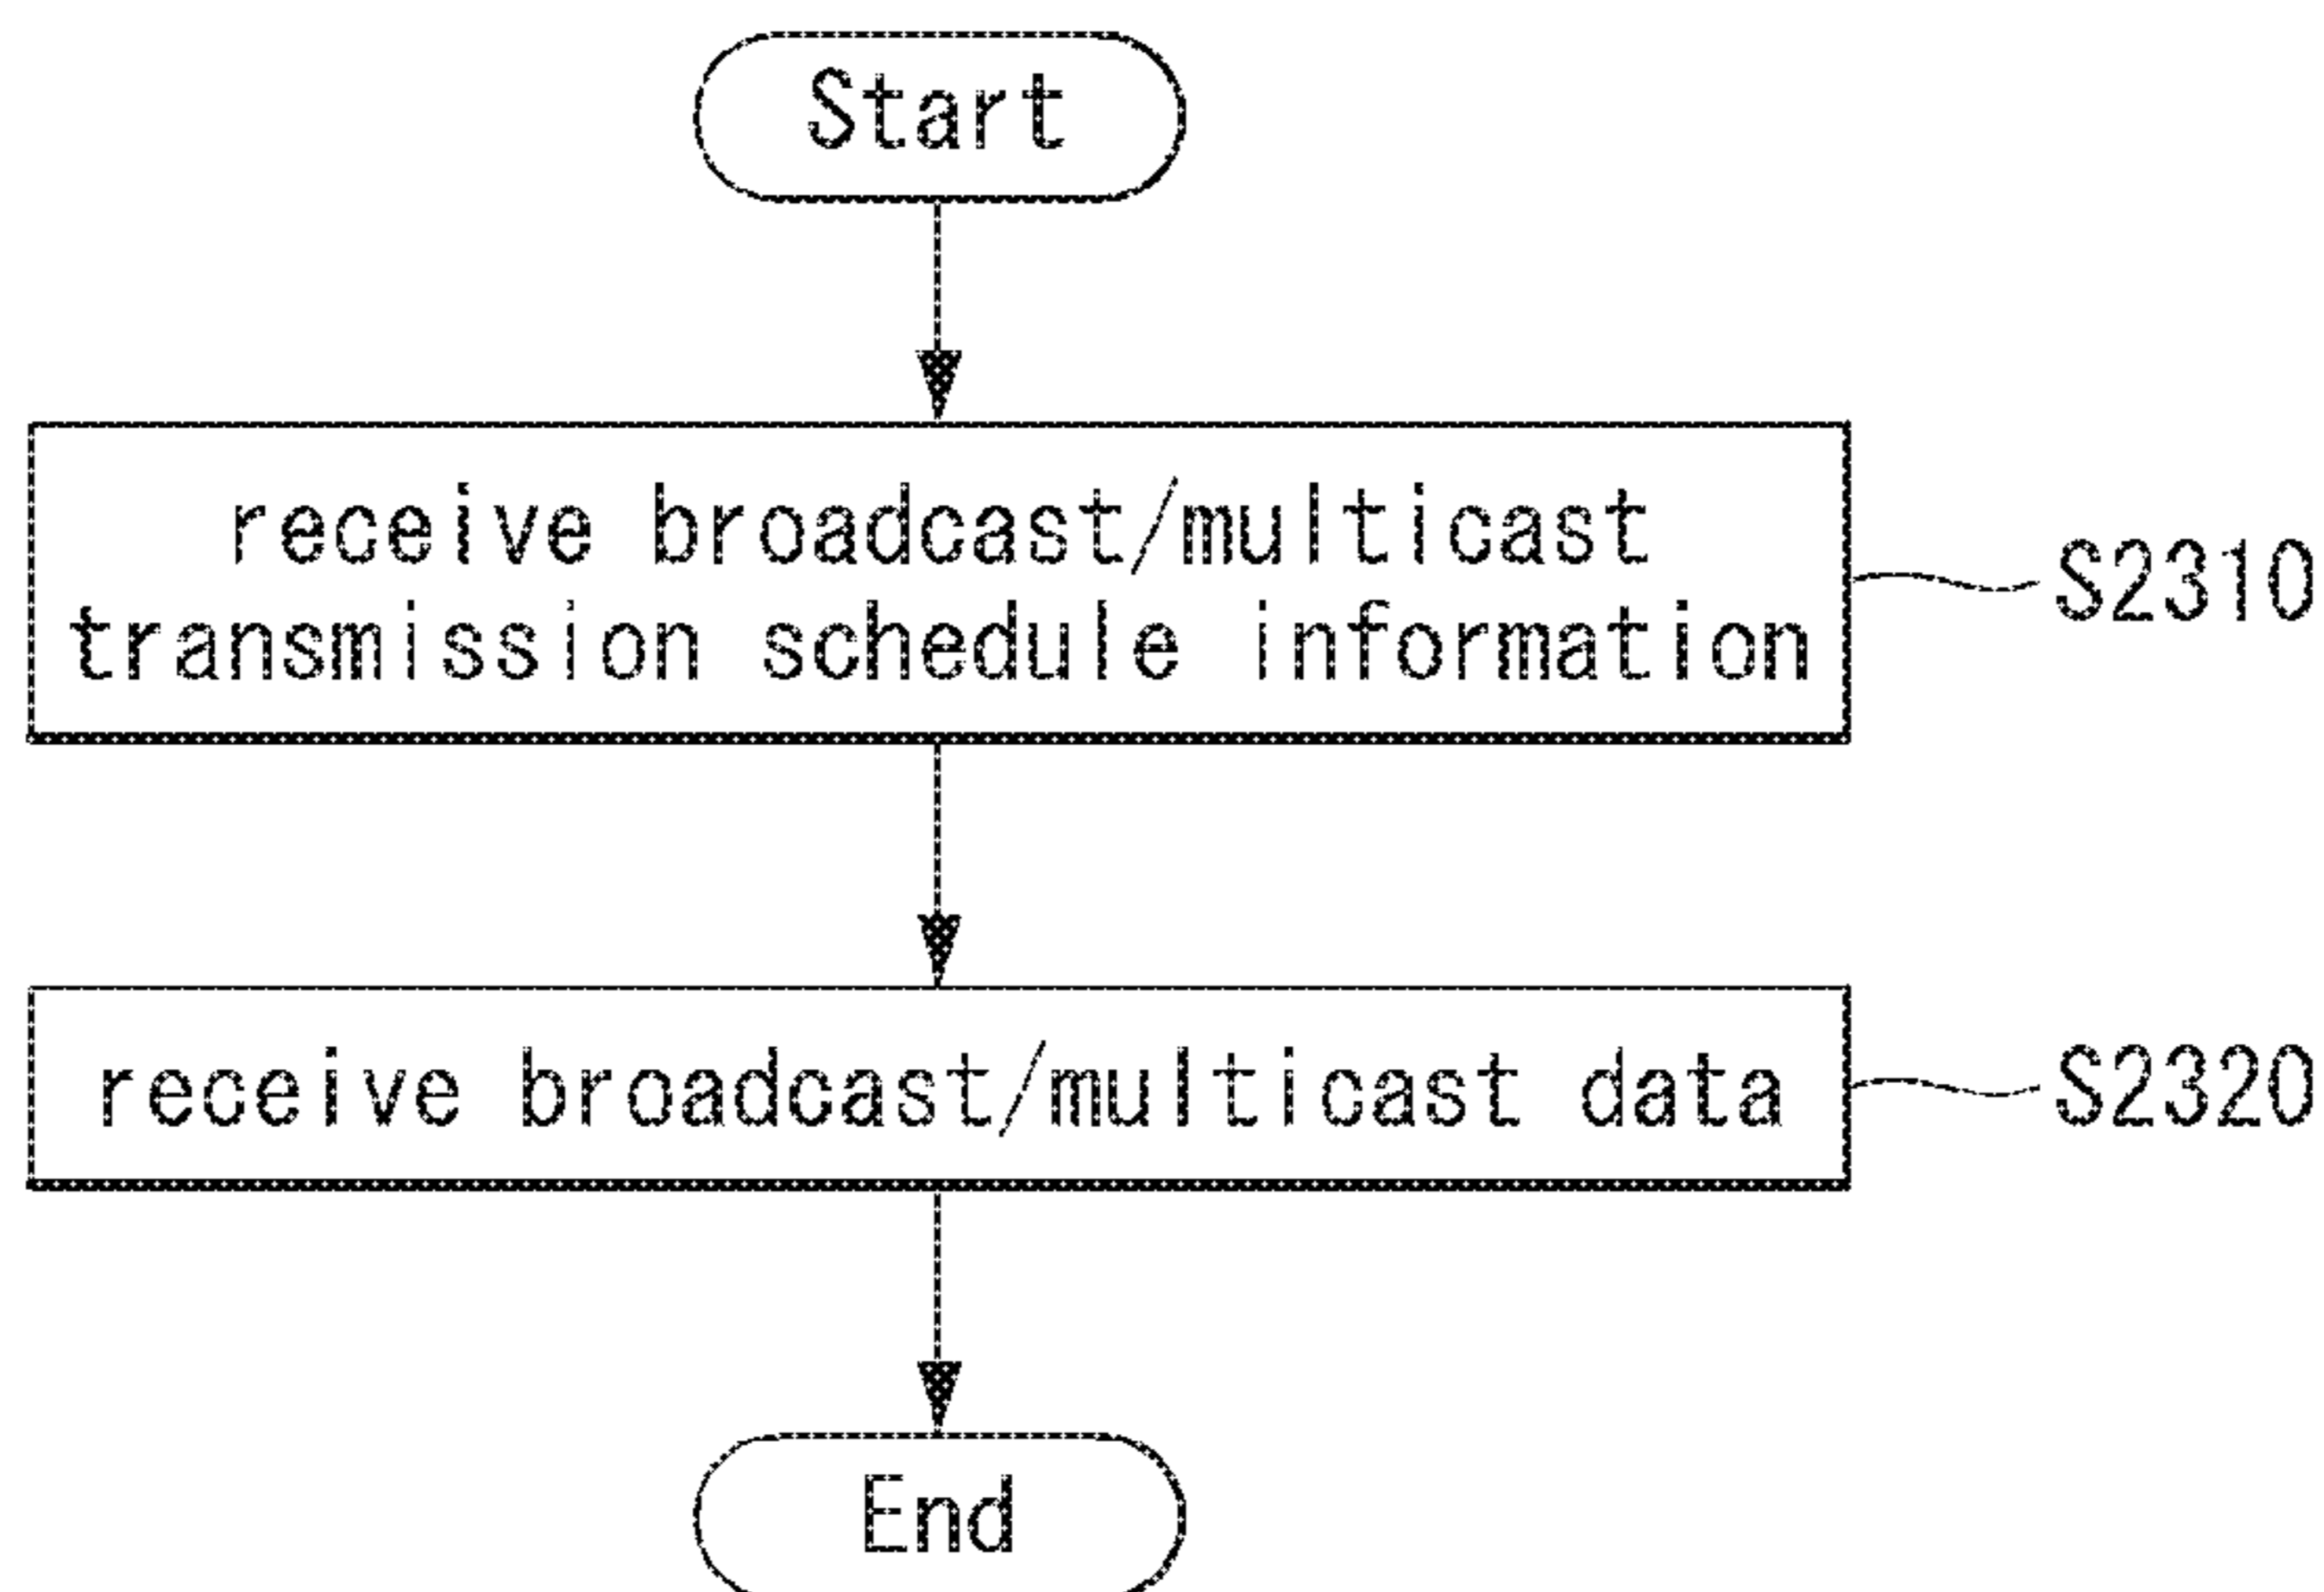 Start
receive broadcast/multicast
transmission schedule information
S2310
receive broadcast/multicast data
S2320
End